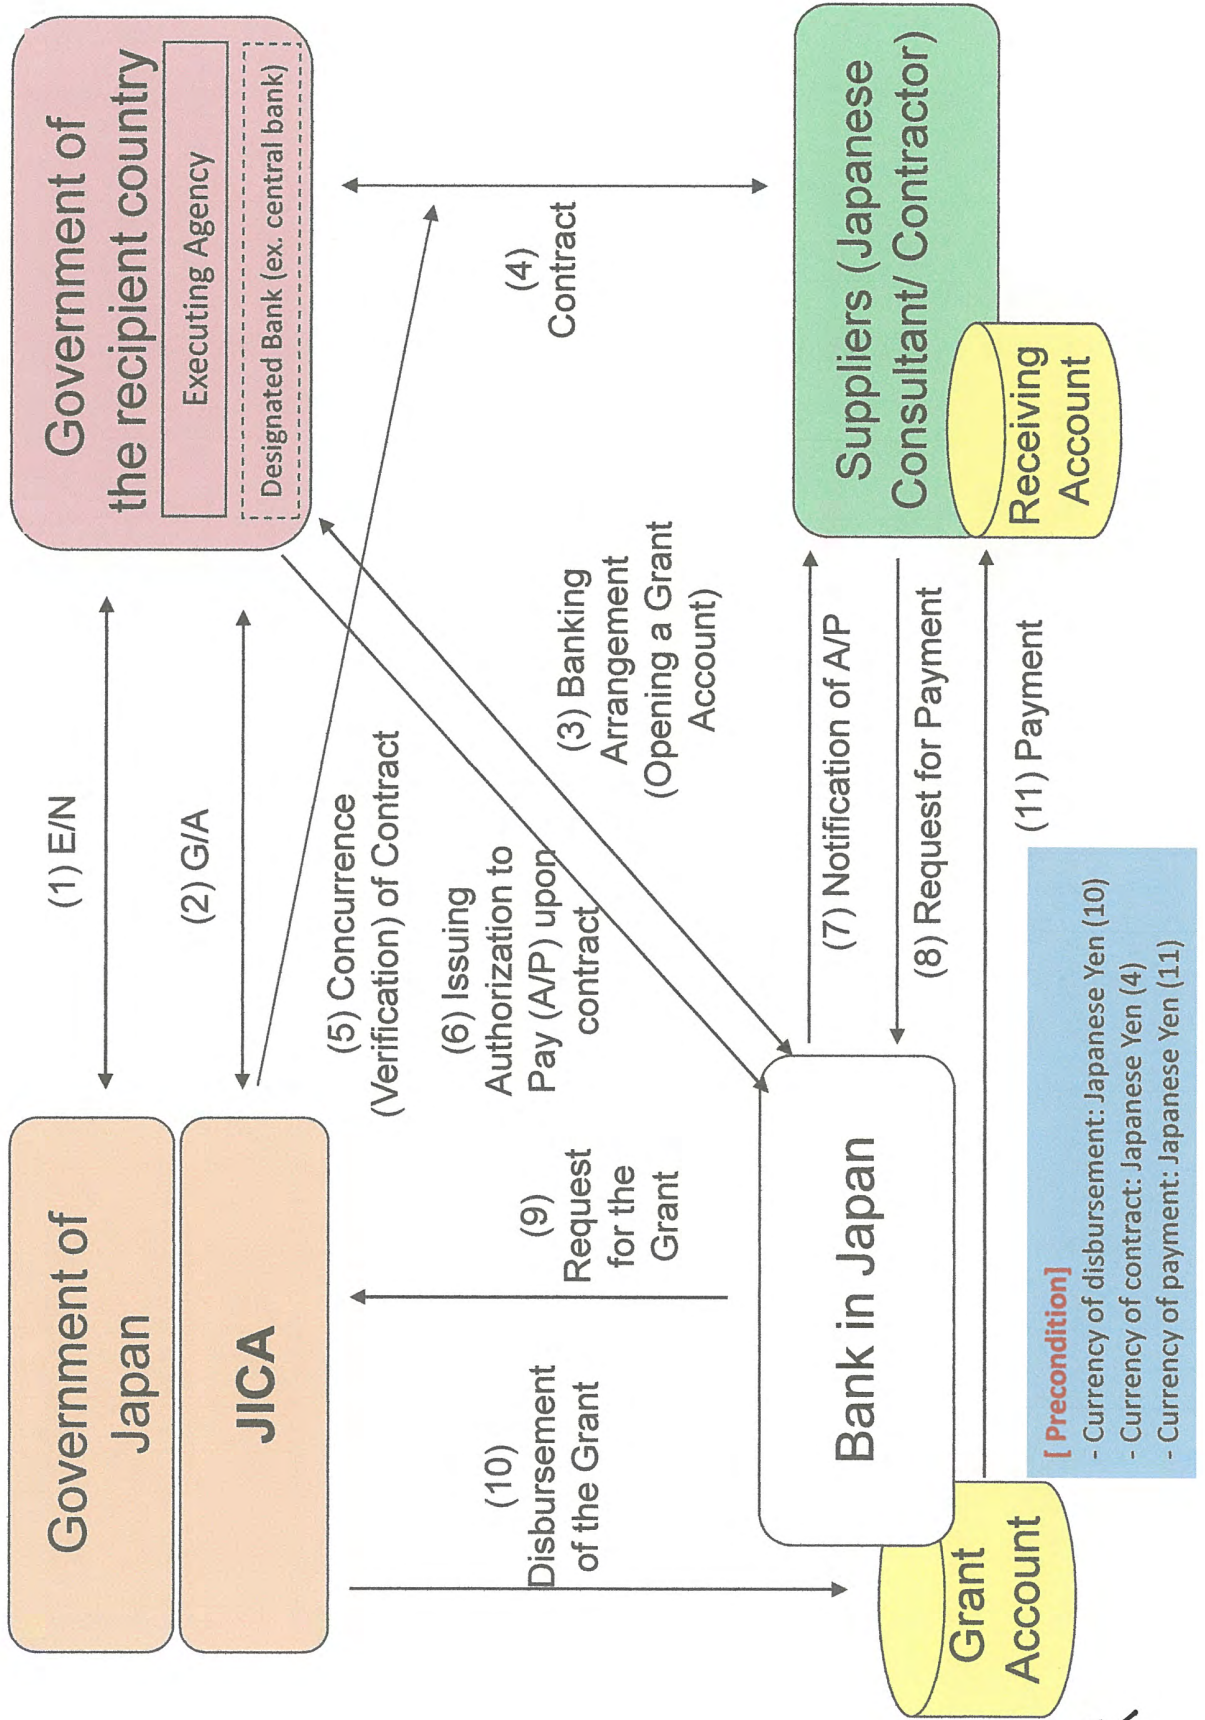 Government of
Japan
JICA
(1) E/N
(2) G/A
Government of
the recipient country
Executing Agency
Designated Bank (ex. central bank)
(5) Concurrence
(Verification) of Contract
(6) Issuing
Authorization to
Pay (A/P) upon
contract
(9)
Request
for the
Grant
(10)
Disbursement
of the Grant
(3) Banking
Arrangement
(Opening a Grant
Account)
(4)
Contract
Bank in Japan
Grant
Account
(7) Notification of A/P
(8) Request for Payment
(11) Payment
Suppliers (Japanese
Consultant/ Contractor)
Receiving
Account
[ Precondition]
- Currency of disbursement: Japanese Yen (10)
- Currency of contract: Japanese Yen (4)
- Currency of payment: Japanese Yen (11)